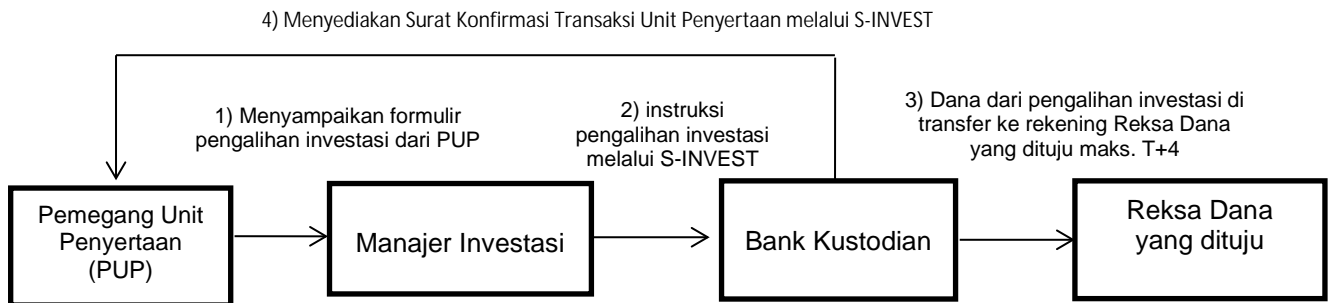 4) Menyediakan Surat Konfirmasi Transaksi Unit Penyertaan melalui S-INVEST
1) Menyampaikan formulir
pengalihan investasi dari PUP
2) instruksi
pengalihan investasi
melalui S-INVEST
3) Dana dari pengalihan investasi di
transfer ke rekening Reksa Dana
yang dituju maks. T+4
Pemegang Unit
Penyertaan
(PUP)
Manajer Investasi
Bank Kustodian
Reksa Dana
yang dituju